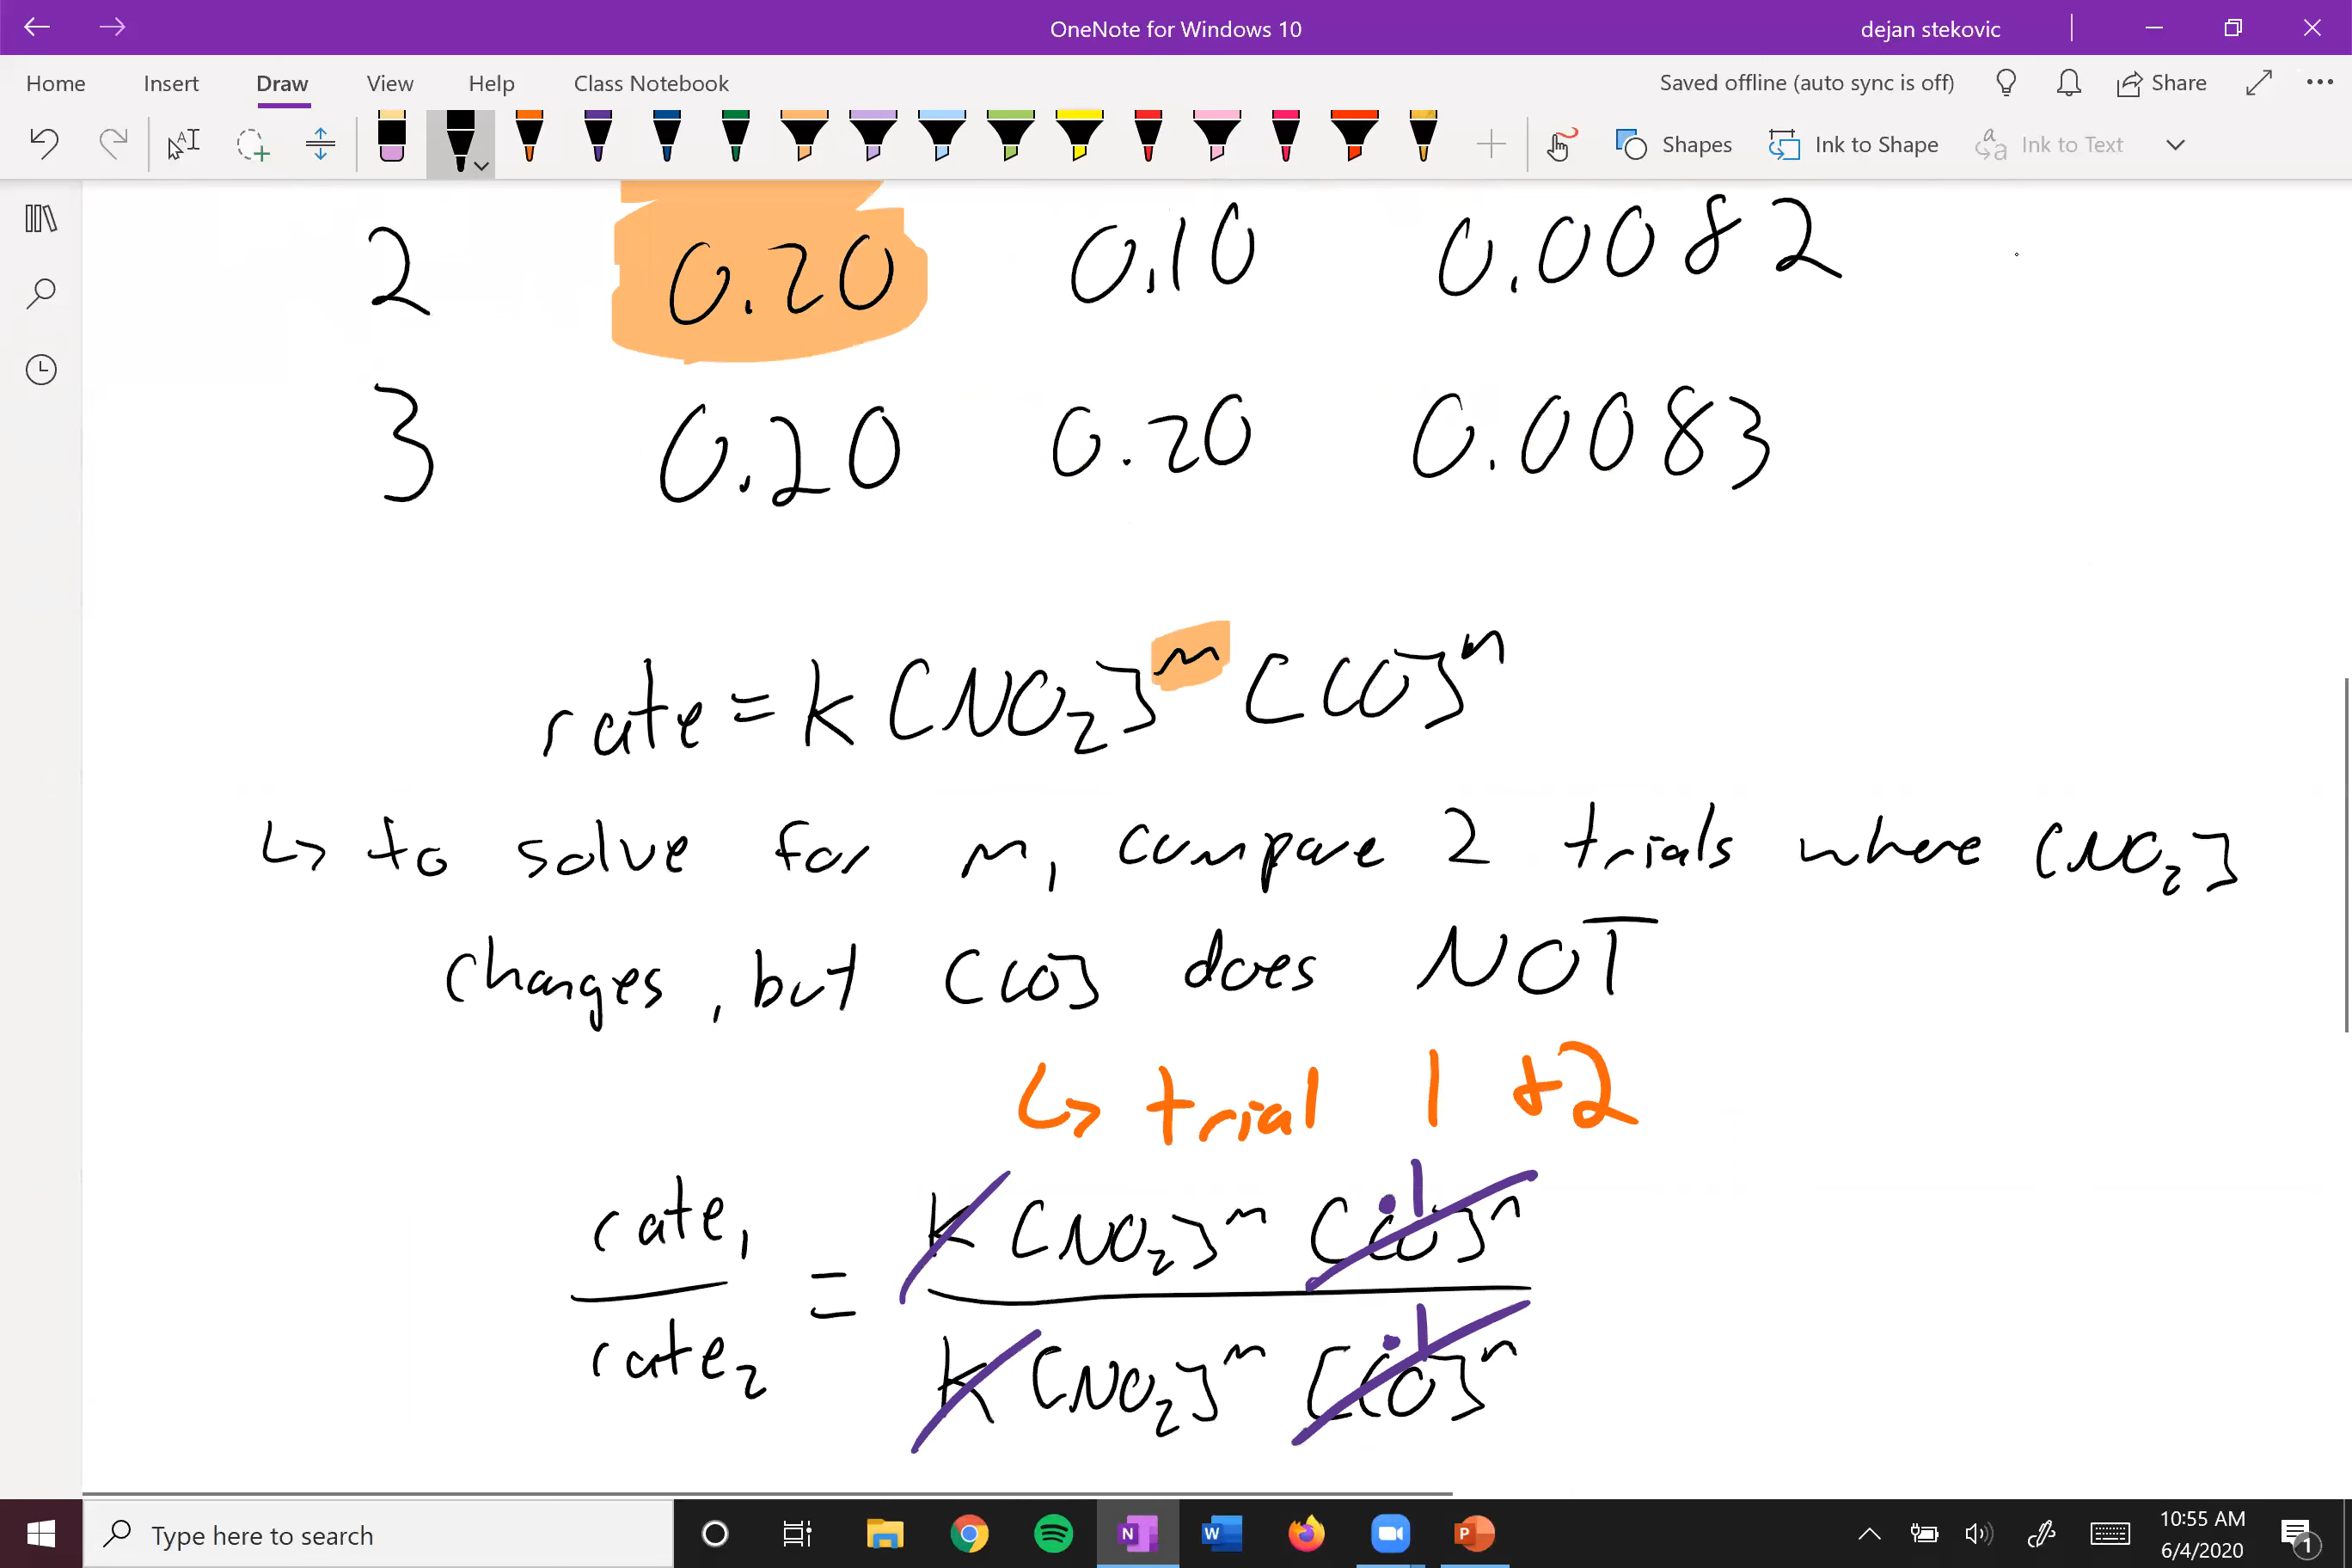 OneNote for Windows 10 dejan stekovic
Home Insert Draw View Help Class Notebook Saved offline (auto sync is off) Share
Shapes Ink to Shape Ink to Text
2 0.20 0.10 0.0082
3 0.20 0.20 0.0083
rate = k [NO₂]ᵐ [CO]ⁿ
↳ to solve for m, compare 2 trials where [NO₂]
changes, but [CO] does NOT
↳ trial 1 + 2
rate₁ = k [NO₂]ᵐ [CO]ⁿ .1
rate₂ k [NO₂]ᵐ [CO]ⁿ .1
Type here to search
10:55 AM
6/4/2020
1